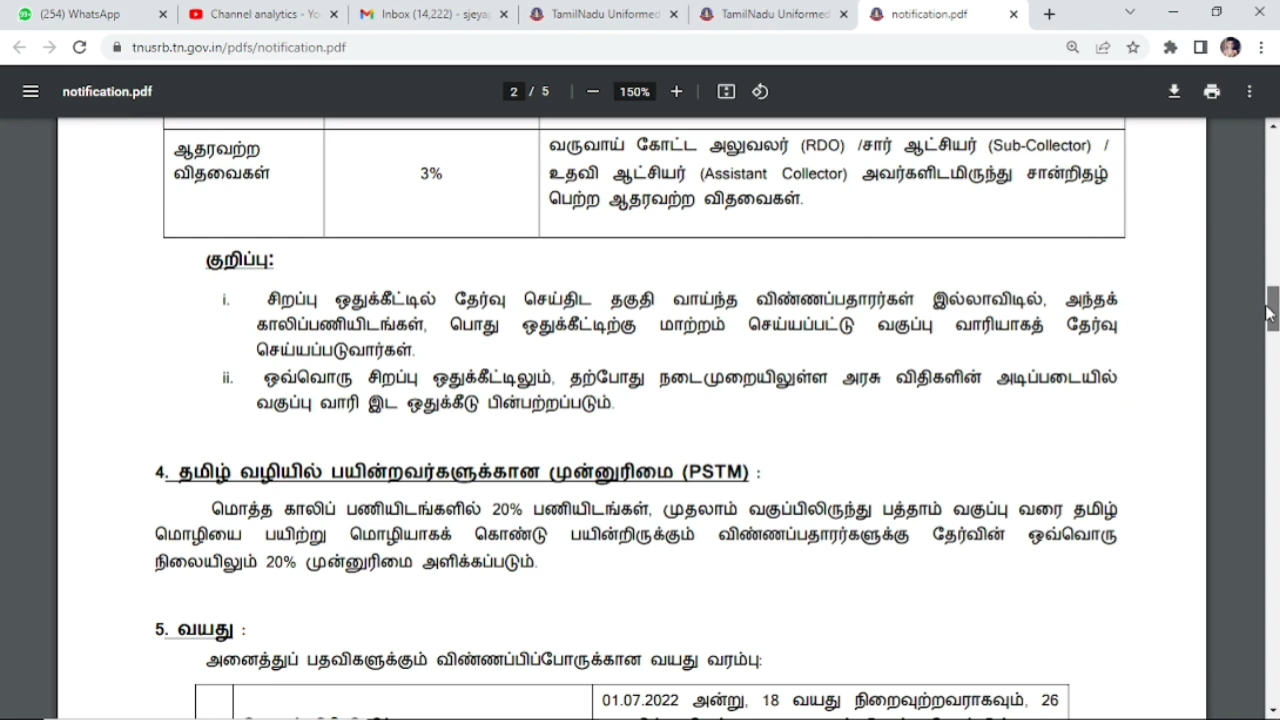 (254) WhatsApp
Channel analytics - Yo
Inbox (14,222) - sjeya
TamilNadu Uniformed
TamilNadu Uniformed
notification.pdf
tnusrb.tn.gov.in/pdfs/notification.pdf
notification.pdf
2 / 5
150%
ஆதரவற்ற
விதவைகள்
3%
வருவாய் கோட்ட அலுவலர் (RDO) /சார் ஆட்சியர் (Sub-Collector) /
உதவி ஆட்சியர் (Assistant Collector) அவர்களிடமிருந்து சான்றிதழ்
பெற்ற ஆதரவற்ற விதவைகள்.
குறிப்பு:
i. சிறப்பு ஒதுக்கீட்டில் தேர்வு செய்திட தகுதி வாய்ந்த விண்ணப்பதாரர்கள் இல்லாவிடில், அந்தக்
காலிப்பணியிடங்கள், பொது ஒதுக்கீட்டிற்கு மாற்றம் செய்யப்பட்டு வகுப்பு வாரியாகத் தேர்வு
செய்யப்படுவார்கள்.
ii. ஒவ்வொரு சிறப்பு ஒதுக்கீட்டிலும், தற்போது நடைமுறையிலுள்ள அரசு விதிகளின் அடிப்படையில்
வகுப்பு வாரி இட ஒதுக்கீடு பின்பற்றப்படும்.
4. தமிழ் வழியில் பயின்றவர்களுக்கான முன்னுரிமை (PSTM) :
மொத்த காலிப் பணியிடங்களில் 20% பணியிடங்கள், முதலாம் வகுப்பிலிருந்து பத்தாம் வகுப்பு வரை தமிழ்
மொழியை பயிற்று மொழியாகக் கொண்டு பயின்றிருக்கும் விண்ணப்பதாரர்களுக்கு தேர்வின் ஒவ்வொரு
நிலையிலும் 20% முன்னுரிமை அளிக்கப்படும்.
5. வயது :
அனைத்துப் பதவிகளுக்கும் விண்ணப்பிப்போருக்கான வயது வரம்பு:
01.07.2022 அன்று, 18 வயது நிறைவுற்றவராகவும், 26